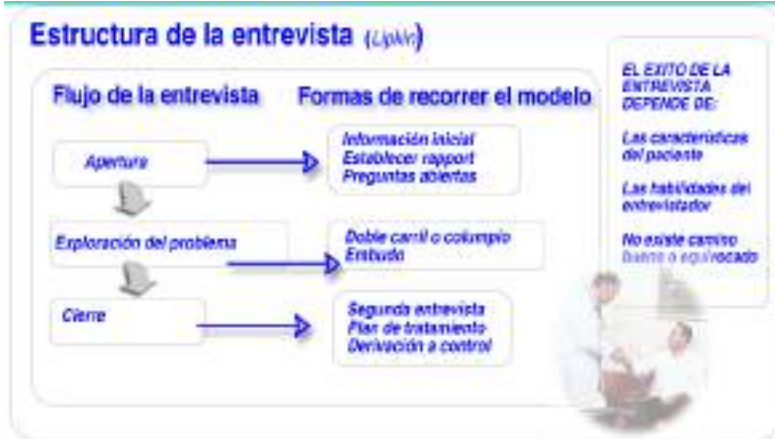 Estructura de la entrevista (Lipkin)
Flujo de la entrevista
Formas de recorrer el modelo
Apertura
Información inicial
Establecer rapport
Preguntas abiertas
Exploración del problema
Doble carril o columpio
Embudo
Cierre
Segunda entrevista
Plan de tratamiento
Derivación a control
EL EXITO DE LA
ENTREVISTA
DEPENDE DE:
Las características
del paciente
Las habilidades del
entrevistador
No existe camino
bueno o equivocado